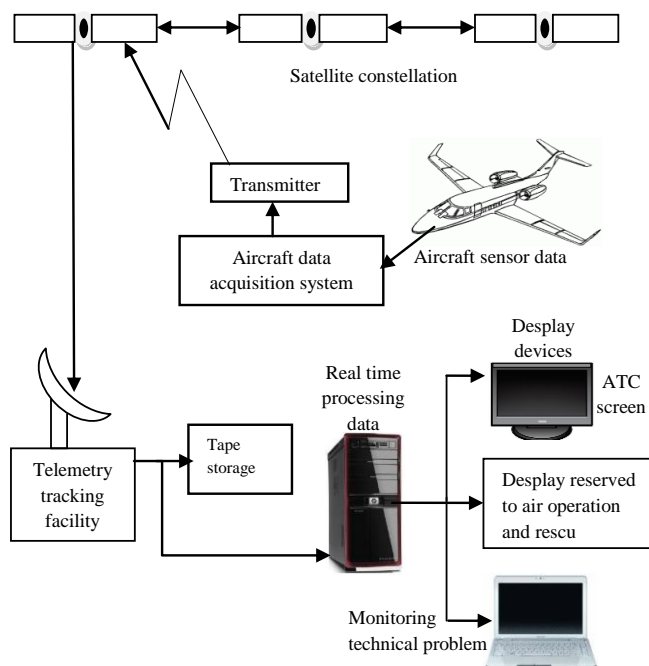 Satellite constellation
Transmitter
Aircraft data
acquisition system
Aircraft sensor data
Desplay
devices
ATC
screen
Real time
processing
data
Tape
storage
Telemetry
tracking
facility
Desplay reserved
to air operation
and rescu
Monitoring
technical problem